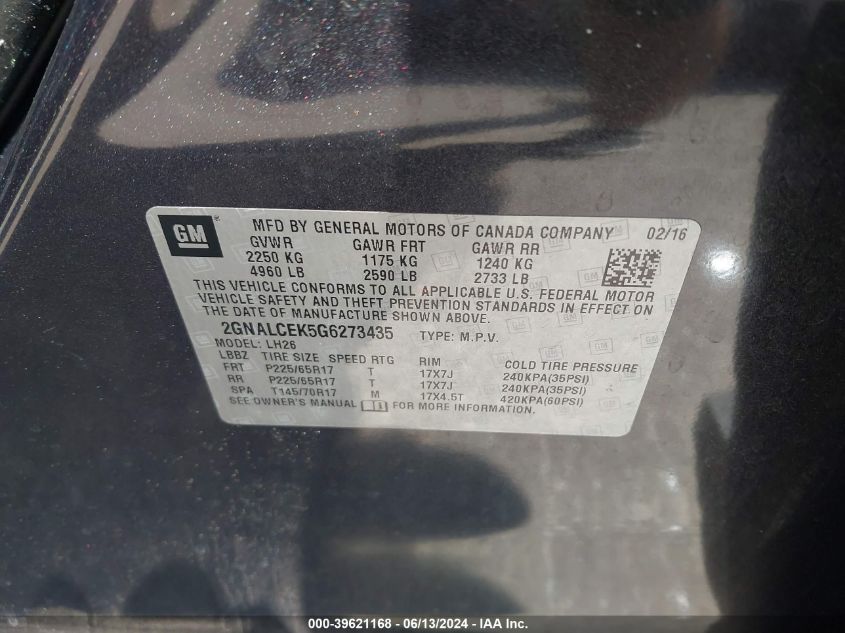 GM
MFD BY GENERAL MOTORS OF CANADA COMPANY 02/16
GVWR GAWR FRT GAWR RR
2250 KG 1175 KG 1240 KG
4960 LB 2590 LB 2733 LB
THIS VEHICLE CONFORMS TO ALL APPLICABLE U.S. FEDERAL MOTOR
VEHICLE SAFETY AND THEFT PREVENTION STANDARDS IN EFFECT ON
THE DATE OF MANUFACTURE SHOWN ABOVE.
2GNALCEK5G6273435 TYPE: M.P.V.
MODEL: LH26
LBBZ TIRE SIZE SPEED RTG RIM COLD TIRE PRESSURE
FRT P225/65R17 T 17X7J 240KPA(35PSI)
RR P225/65R17 T 17X7J 240KPA(35PSI)
SPA T145/70R17 M 17X4.5T 420KPA(60PSI)
SEE OWNER'S MANUAL FOR MORE INFORMATION.
000-39621168 - 06/13/2024 - IAA Inc.